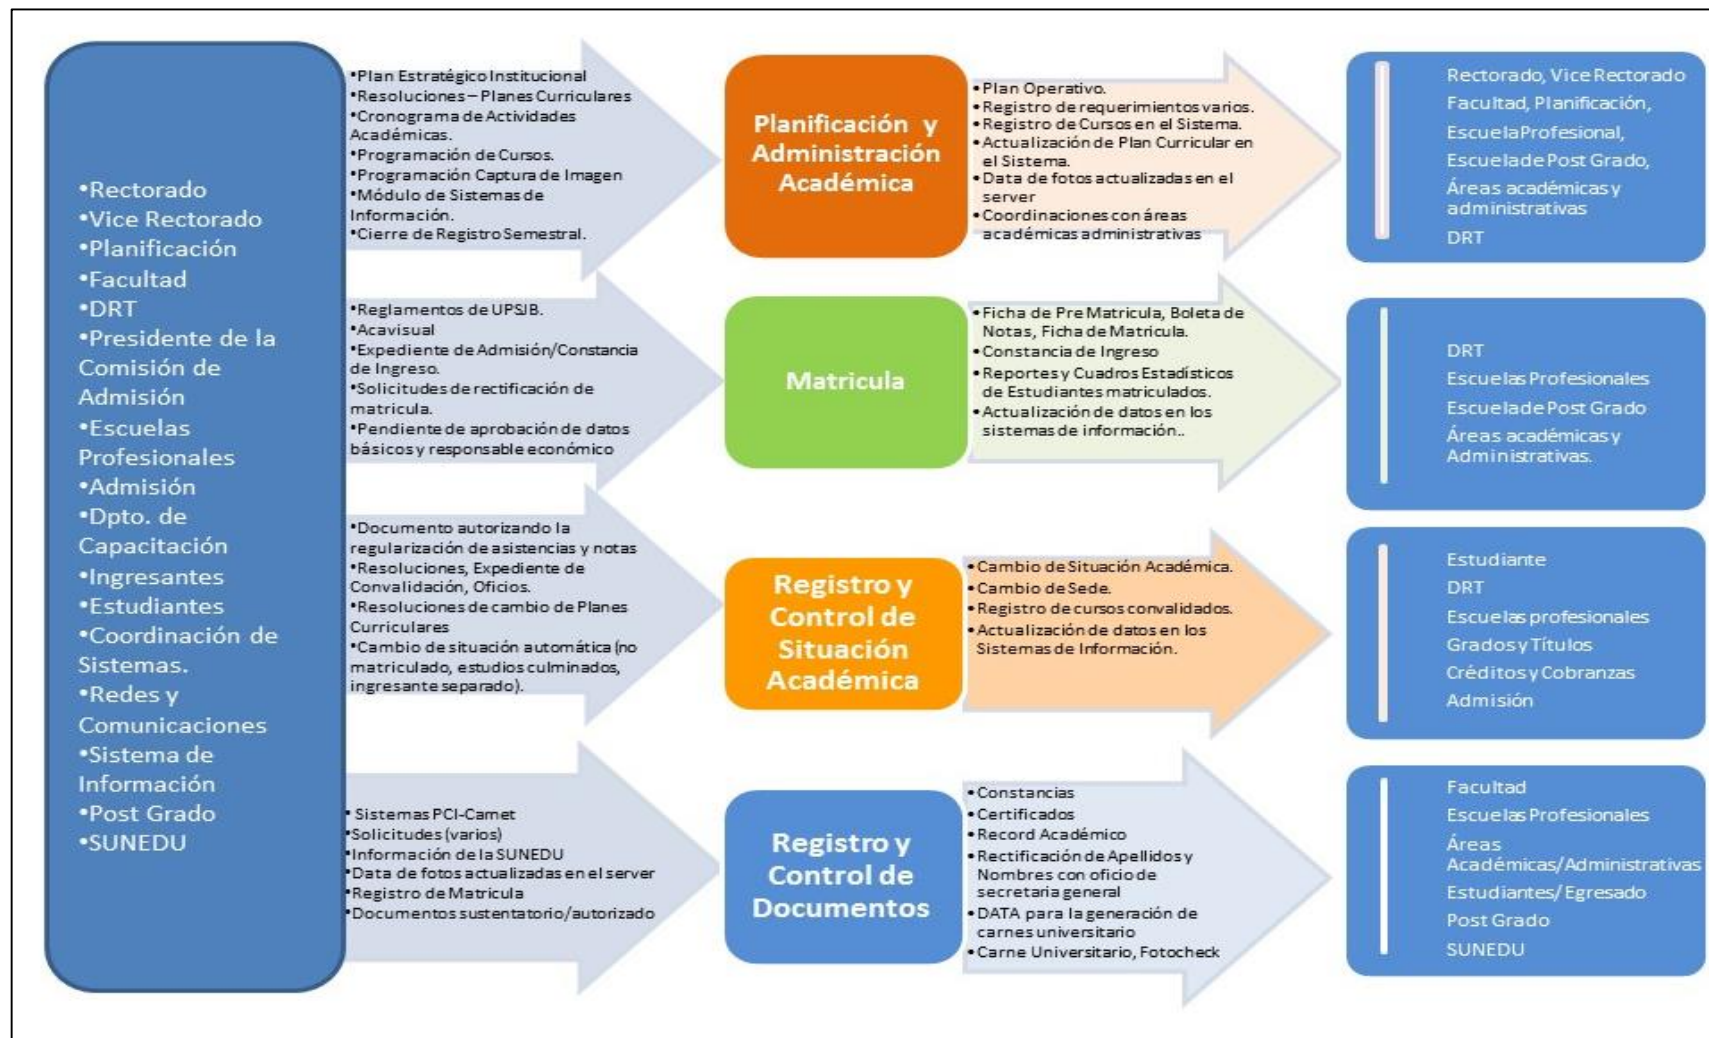 •Rectorado
•Vice Rectorado
•Planificación
•Facultad
•DRT
•Presidente de la
Comisión de
Admisión
•Escuelas
Profesionales
•Admisión
•Dpto. de
Capacitación
•Ingresantes
•Estudiantes
•Coordinación de
Sistemas.
•Redes y
Comunicaciones
•Sistema de
Información
•Post Grado
•SUNEDU
•Plan Estratégico Institucional
•Resoluciones – Planes Curriculares
•Cronograma de Actividades
Académicas.
•Programación de Cursos.
•Programación Captura de Imagen
•Módulo de Sistemas de
Información.
•Cierre de Registro Semestral.
Planificación y
Administración
Académica
•Plan Operativo.
•Registro de requerimientos varios.
•Registro de Cursos en el Sistema.
•Actualización de Plan Curricular en
el Sistema.
•Data de fotos actualizadas en el
server
•Coordinaciones con áreas
académicas administrativas
Rectorado, Vice Rectorado
Facultad, Planificación,
Escuela Profesional,
Escuela de Post Grado,
Áreas académicas y
administrativas
DRT
•Reglamentos de UPSJB.
•Acavisual
•Expediente de Admisión/Constancia
de Ingreso.
•Solicitudes de rectificación de
matricula.
•Pendiente de aprobación de datos
básicos y responsable económico
Matricula
•Ficha de Pre Matricula, Boleta de
Notas, Ficha de Matricula.
•Constancia de Ingreso
•Reportes y Cuadros Estadísticos
de Estudiantes matriculados.
•Actualización de datos en los
sistemas de información..
DRT
Escuelas Profesionales
Escuela de Post Grado
Áreas académicas y
Administrativas.
•Documento autorizando la
regularización de asistencias y notas
•Resoluciones, Expediente de
Convalidación, Oficios.
•Resoluciones de cambio de Planes
Curriculares
•Cambio de situación automática (no
matriculado, estudios culminados,
ingresante separado).
Registro y
Control de
Situación
Académica
•Cambio de Situación Académica.
•Cambio de Sede.
•Registro de cursos convalidados.
•Actualización de datos en los
Sistemas de Información.
Estudiante
DRT
Escuelas profesionales
Grados y Títulos
Créditos y Cobranzas
Admisión
• Sistemas PCI-Carnet
•Solicitudes (varios)
•Información de la SUNEDU
•Data de fotos actualizadas en el server
•Registro de Matricula
•Documentos sustentatorio/autorizado
Registro y
Control de
Documentos
•Constancias
•Certificados
•Record Académico
•Rectificación de Apellidos y
Nombres con oficio de
secretaria general
•DATA para la generación de
carnes universitario
•Carne Universitario, Fotocheck
Facultad
Escuelas Profesionales
Áreas
Académicas/Administrativas
Estudiantes/ Egresado
Post Grado
SUNEDU